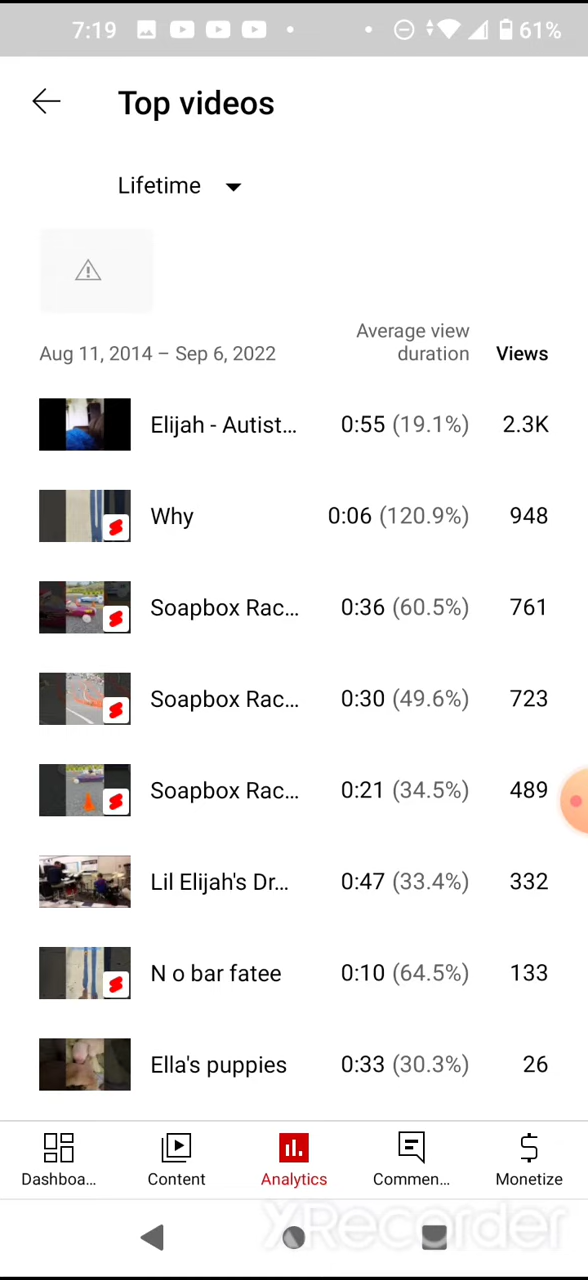 7:19
61%
Top videos
Lifetime
Average view
duration
Aug 11, 2014 – Sep 6, 2022
Views
Elijah - Autist... 0:55 (19.1%) 2.3K
Why 0:06 (120.9%) 948
Soapbox Rac... 0:36 (60.5%) 761
Soapbox Rac... 0:30 (49.6%) 723
Soapbox Rac... 0:21 (34.5%) 489
Lil Elijah's Dr... 0:47 (33.4%) 332
N o bar fatee 0:10 (64.5%) 133
Ella's puppies 0:33 (30.3%) 26
Dashboa... Content Analytics Commen... Monetize
XRecorder